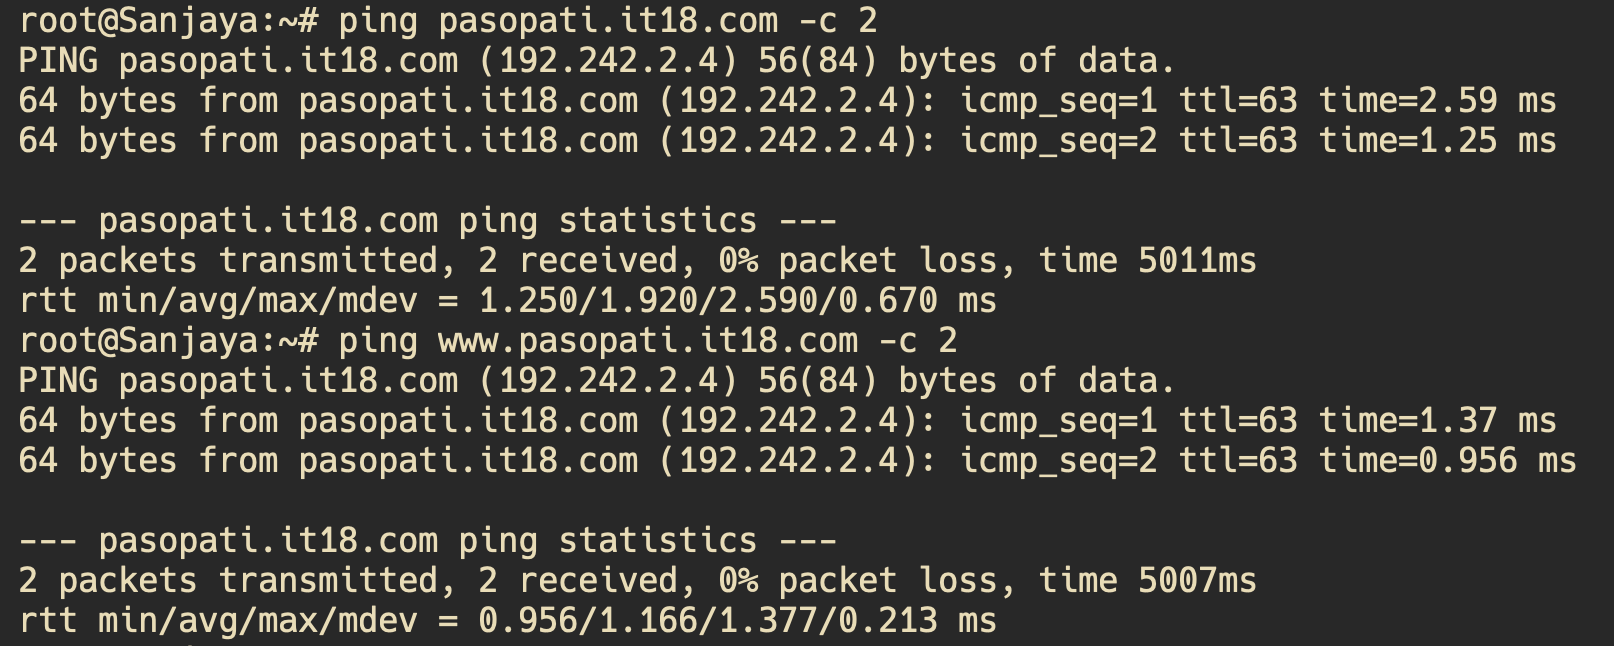 root@Sanjaya:~# ping pasopati.it18.com -c 2
PING pasopati.it18.com (192.242.2.4) 56(84) bytes of data.
64 bytes from pasopati.it18.com (192.242.2.4): icmp_seq=1 ttl=63 time=2.59 ms
64 bytes from pasopati.it18.com (192.242.2.4): icmp_seq=2 ttl=63 time=1.25 ms

--- pasopati.it18.com ping statistics ---
2 packets transmitted, 2 received, 0% packet loss, time 5011ms
rtt min/avg/max/mdev = 1.250/1.920/2.590/0.670 ms
root@Sanjaya:~# ping www.pasopati.it18.com -c 2
PING pasopati.it18.com (192.242.2.4) 56(84) bytes of data.
64 bytes from pasopati.it18.com (192.242.2.4): icmp_seq=1 ttl=63 time=1.37 ms
64 bytes from pasopati.it18.com (192.242.2.4): icmp_seq=2 ttl=63 time=0.956 ms

--- pasopati.it18.com ping statistics ---
2 packets transmitted, 2 received, 0% packet loss, time 5007ms
rtt min/avg/max/mdev = 0.956/1.166/1.377/0.213 ms